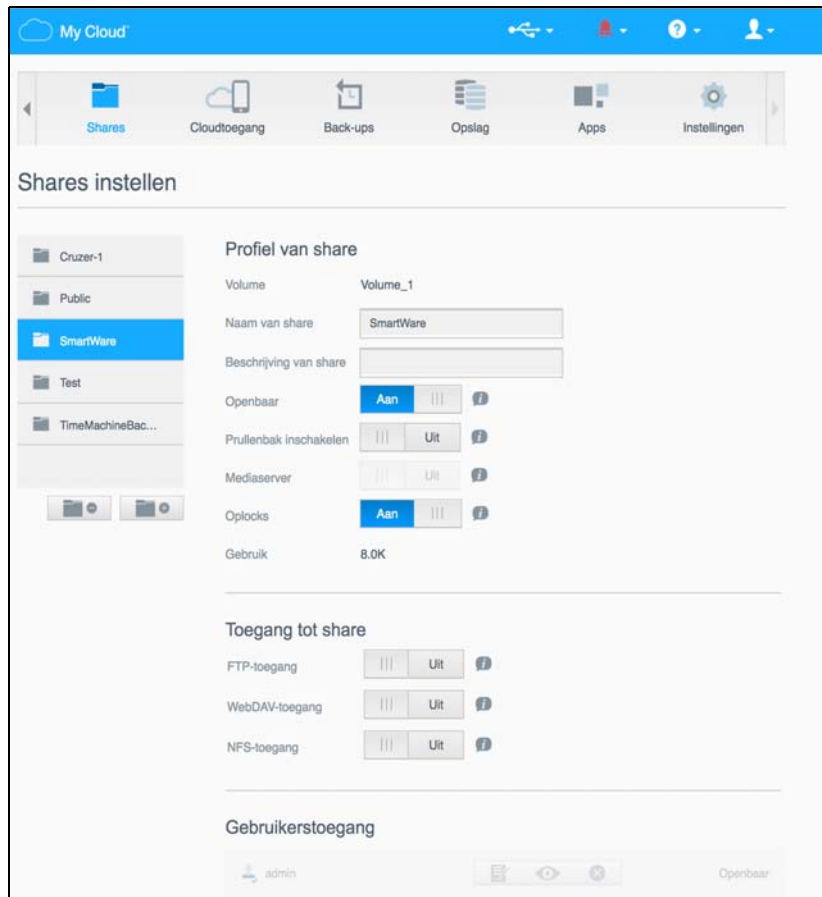 My Cloud
Shares
Cloudtoegang
Back-ups
Opslag
Apps
Instellingen
Shares instellen
Cruzer-1
Public
SmartWare
Test
TimeMachineBac...
Profiel van share
Volume Volume_1
Naam van share SmartWare
Beschrijving van share
Openbaar Aan
Prullenbak inschakelen Uit
Mediaserver Uit
Oplocks Aan
Gebruik 8.0K
Toegang tot share
FTP-toegang Uit
WebDAV-toegang Uit
NFS-toegang Uit
Gebruikerstoegang
admin Openbaar